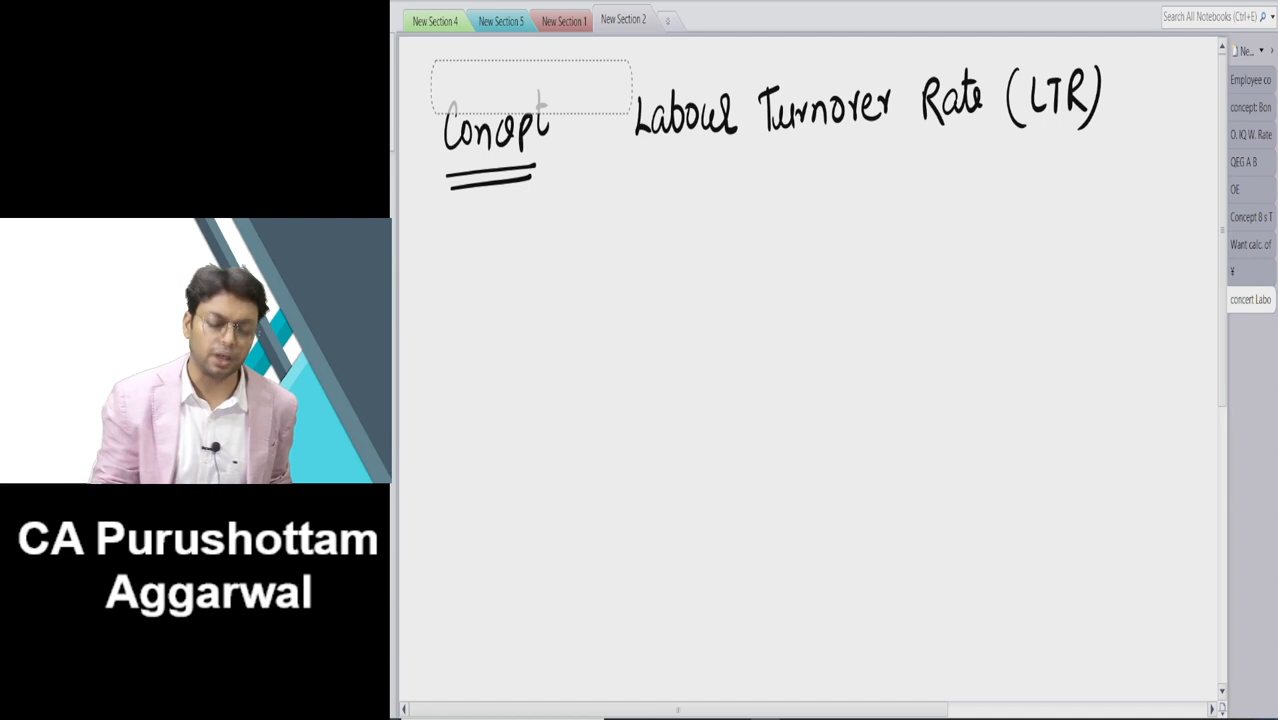 New Section 4 New Section 5 New Section 1 New Section 2
Search All Notebooks (Ctrl+E)
Concept Labour Turnover Rate (LTR)
Ne...
Employee co
concept: Bon
O. IQ W. Rate
QEG A B
OE
Concept 8 s T
Want calc. of
¥
concert Labo
CA Purushottam
Aggarwal